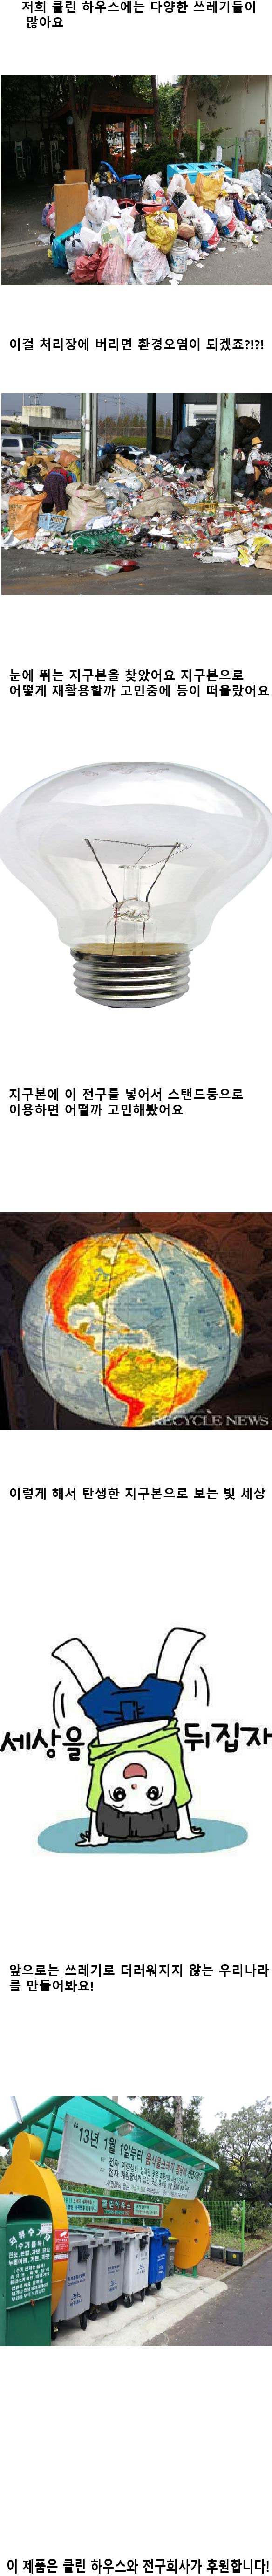 저희 클린 하우스에는 다양한 쓰레기들이
많아요
이걸 처리장에 버리면 환경오염이 되겠죠?!?!
눈에 뛰는 지구본을 찾았어요 지구본으로
어떻게 재활용할까 고민중에 등이 떠올랐어요
지구본에 이 전구를 넣어서 스탠드등으로
이용하면 어떨까 고민해봤어요
RECYCLE NEWS
이렇게 해서 탄생한 지구본으로 보는 빛 세상
세상을 뒤집자
앞으로는 쓰레기로 더러워지지 않는 우리나라
를 만들어봐요!
"13년 1월 1일부터 음식물쓰레기
클린하우스
이 제품은 클린 하우스와 전구회사가 후원합니다!